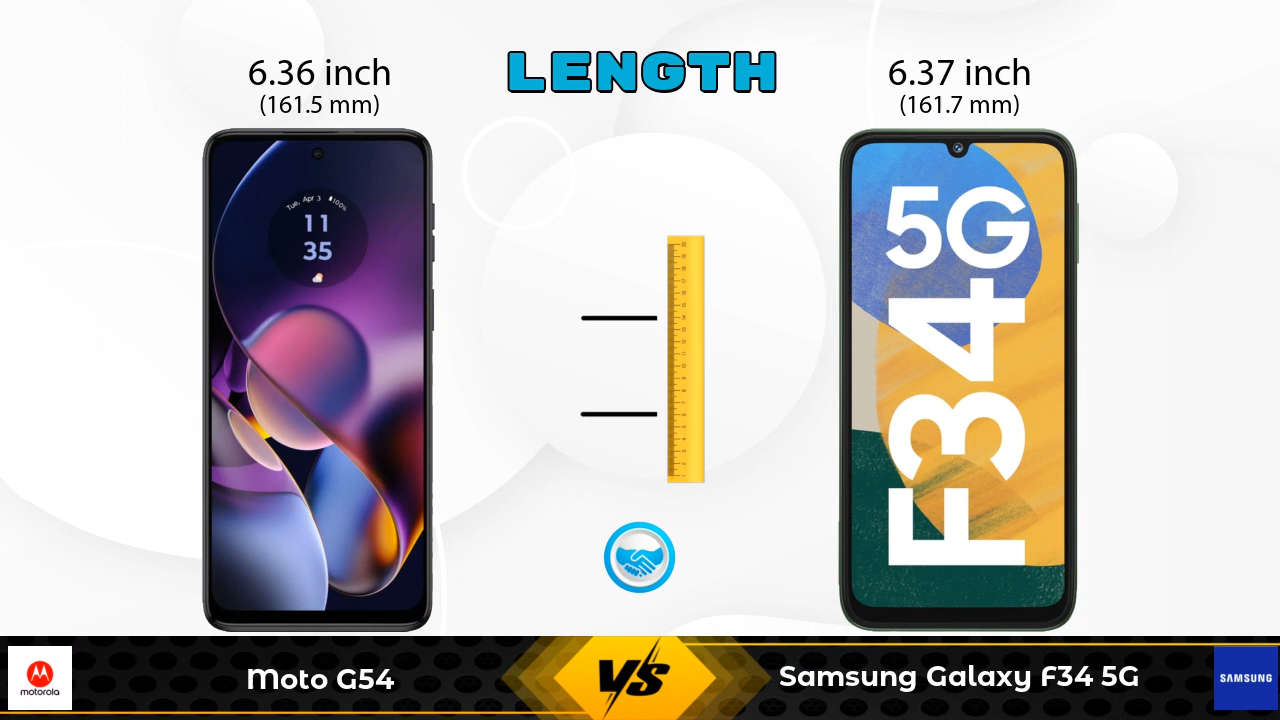 LENGTH
6.36 inch
(161.5 mm)
6.37 inch
(161.7 mm)
Tue, Apr 3 100%
11
35
5G
F34
motorola
Moto G54
VS
Samsung Galaxy F34 5G
SAMSUNG